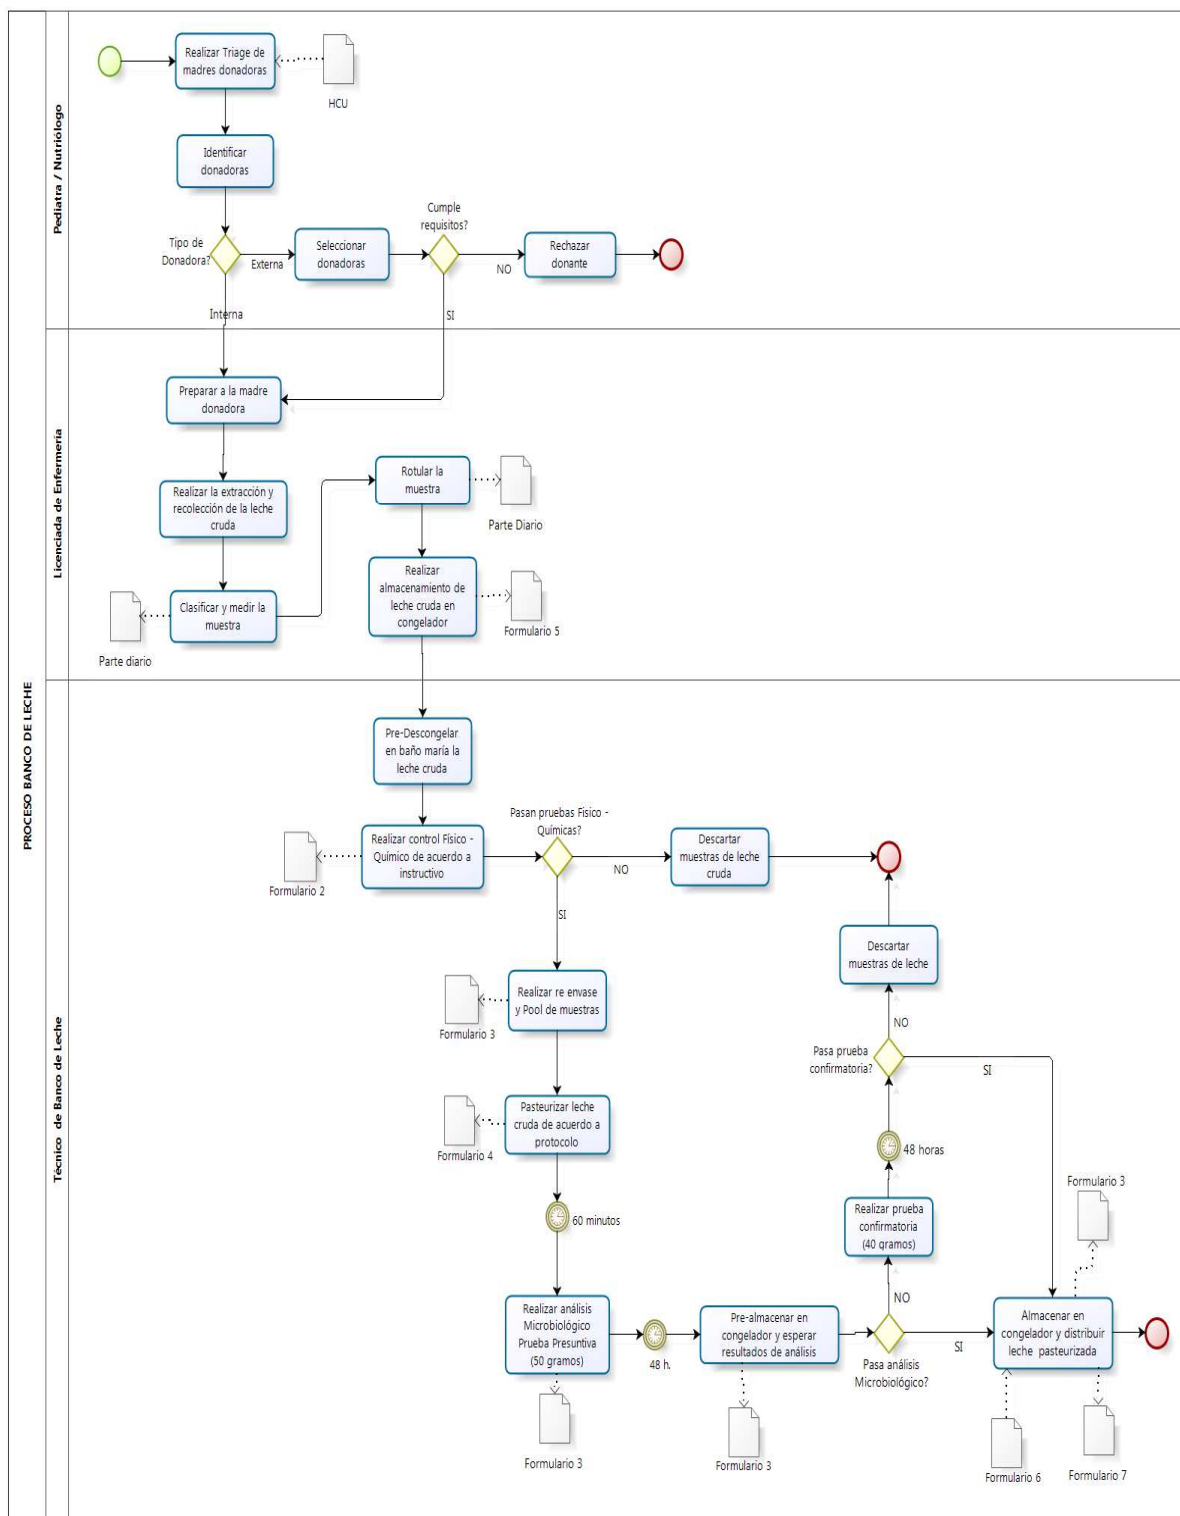 PROCESO BANCO DE LECHE
Pediatra / Nutriólogo
Realizar Triage de
madres donadoras
HCU
Identificar
donadoras
Tipo de
Donadora?
Externa
Interna
Seleccionar
donadoras
Cumple
requisitos?
NO
SI
Rechazar
donante
Licenciada de Enfermería
Preparar a la madre
donadora
Realizar la extracción y
recolección de la leche
cruda
Clasificar y medir la
muestra
Parte diario
Rotular la
muestra
Parte Diario
Realizar
almacenamiento de
leche cruda en
congelador
Formulario 5
Técnico de Banco de Leche
Pre-Descongelar
en baño maría la
leche cruda
Realizar control Físico -
Químico de acuerdo a
instructivo
Formulario 2
Pasan pruebas Fisico -
Químicas?
NO
SI
Descartar
muestras de leche
cruda
Realizar re envase
y Pool de muestras
Formulario 3
Pasteurizar leche
cruda de acuerdo a
protocolo
Formulario 4
60 minutos
Realizar análisis
Microbiológico
Prueba Presuntiva
(50 gramos)
Formulario 3
48 h.
Pre-almacenar en
congelador y esperar
resultados de análisis
Formulario 3
Pasa análisis
Microbiológico?
NO
SI
Realizar prueba
confirmatoria
(40 gramos)
48 horas
Pasa prueba
confirmatoria?
NO
SI
Descartar
muestras de leche
Almacenar en
congelador y distribuir
leche pasteurizada
Formulario 3
Formulario 6
Formulario 7